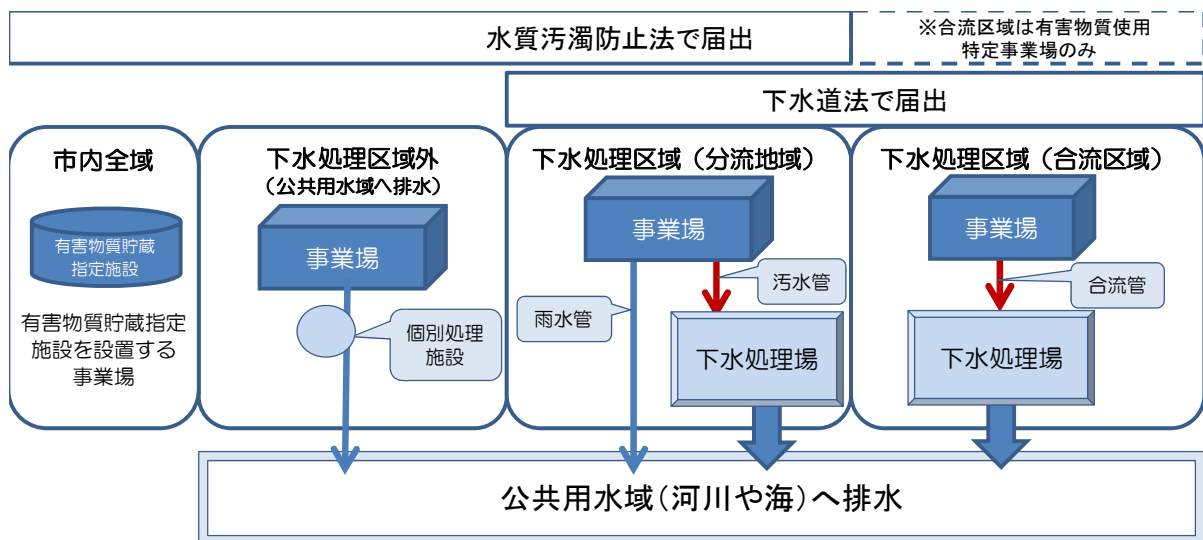 水質汚濁防止法で届出
※合流区域は有害物質使用
特定事業場のみ
下水道法で届出
市内全域
有害物質貯蔵
指定施設
有害物質貯蔵指定
施設を設置する
事業場
下水処理区域外
（公共用水域へ排水）
事業場
個別処理
施設
下水処理区域（分流地域）
事業場
汚水管
雨水管
下水処理場
下水処理区域（合流区域）
事業場
合流管
下水処理場
公共用水域（河川や海）へ排水